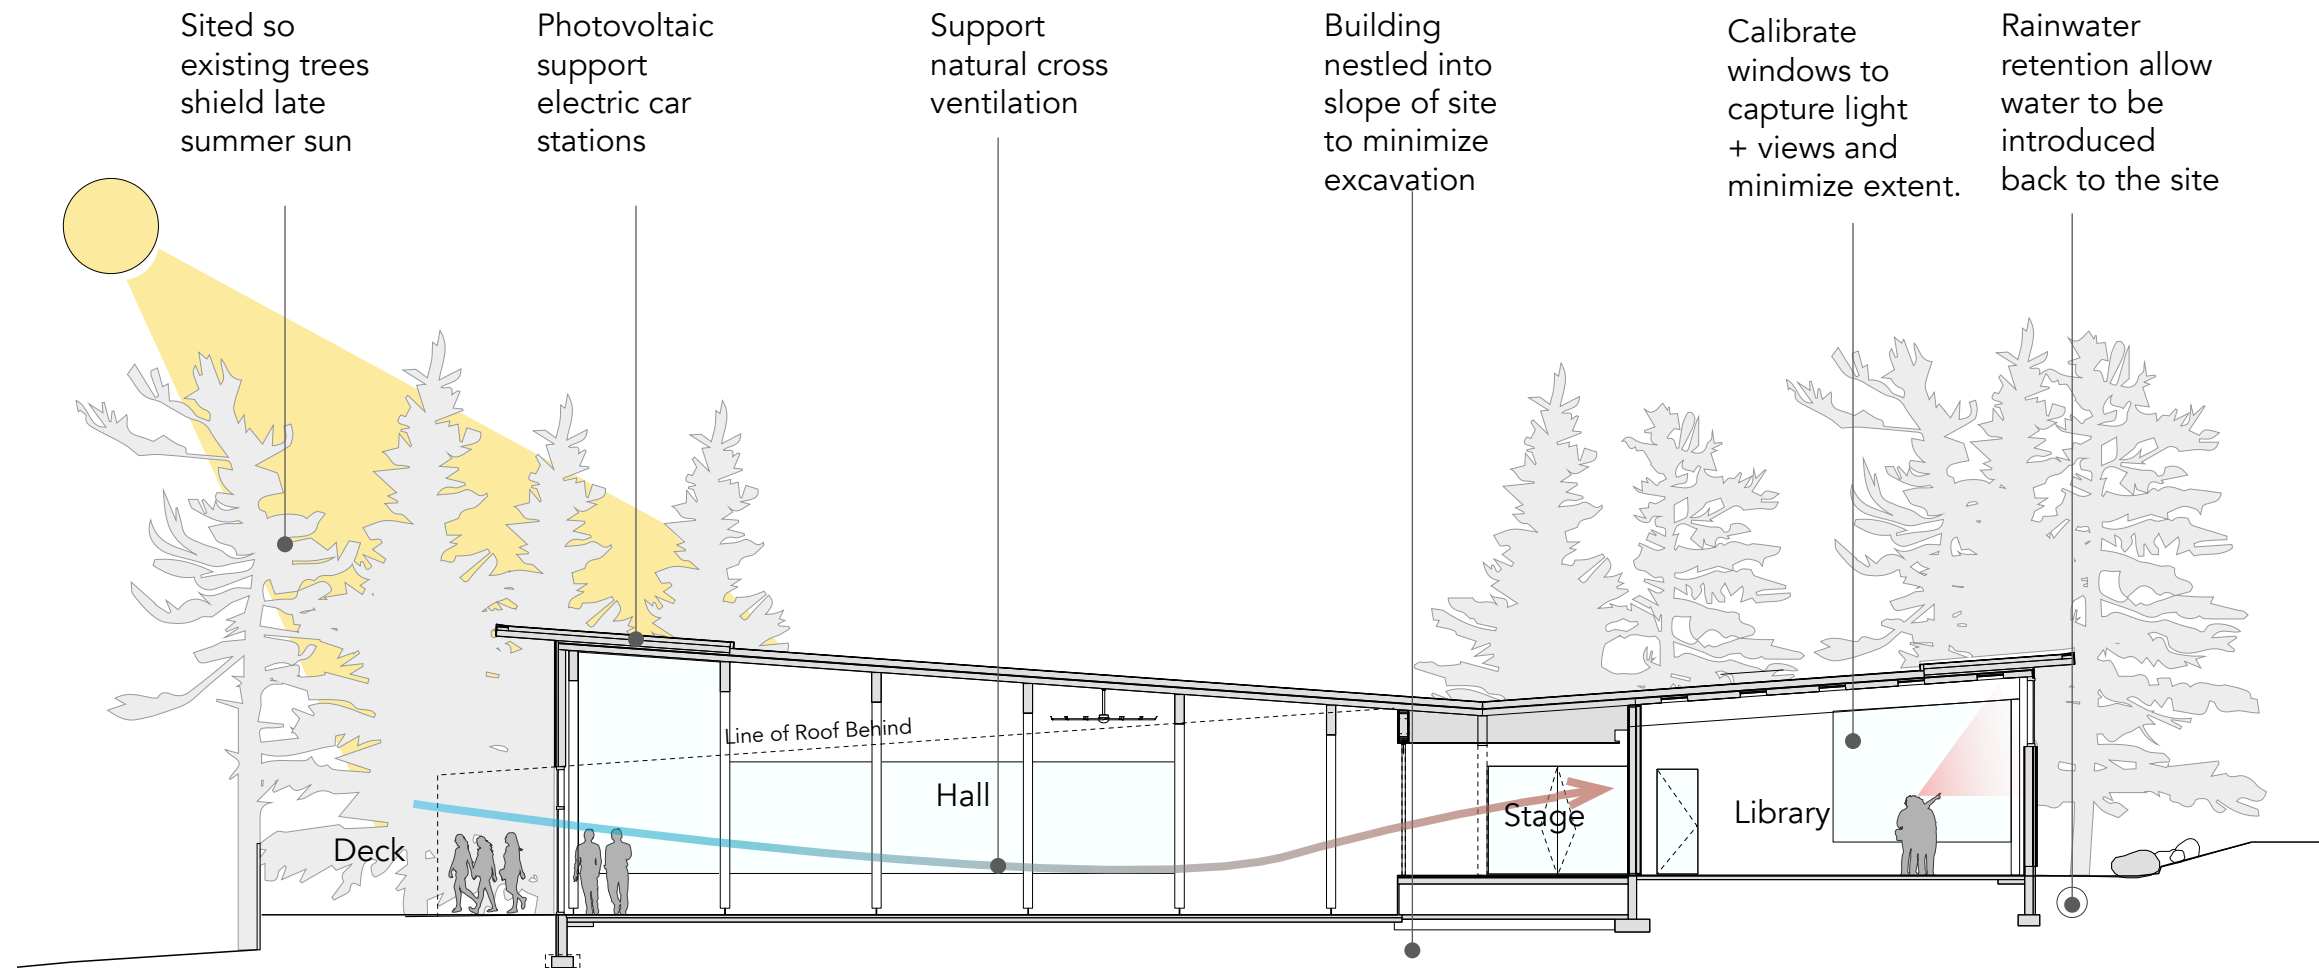 Sited so
existing trees
shield late
summer sun
Photovoltaic
support
electric car
stations
Support
natural cross
ventilation
Building
nestled into
slope of site
to minimize
excavation
Calibrate
windows to
capture light
+ views and
minimize extent.
Rainwater
retention allow
water to be
introduced
back to the site
Line of Roof Behind
Hall
Stage
Library
Deck